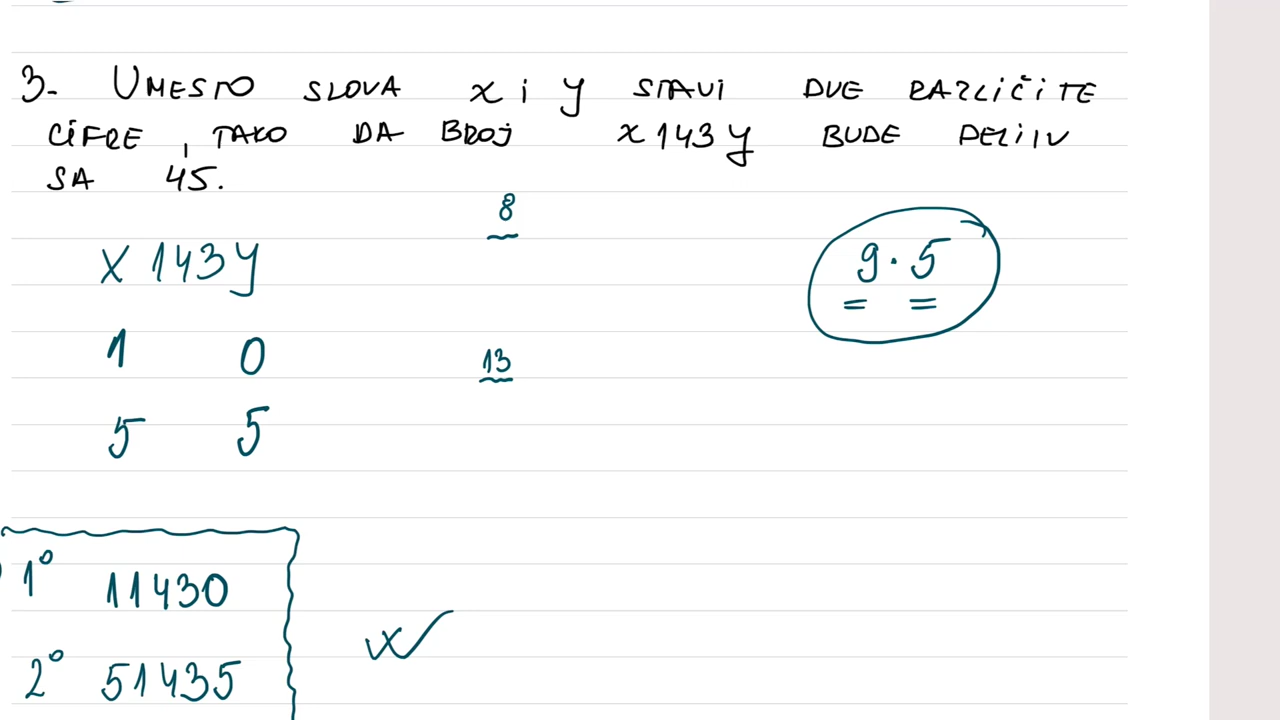 3. UMESTO SLOVA x i y STAVI DVE RAZLIČITE
CIFRE, TAKO DA BROJ x143y BUDE DELJIV
SA 45.
8
X 143y
9·5
1 0
13
5 5
1° 11430
2° 51435